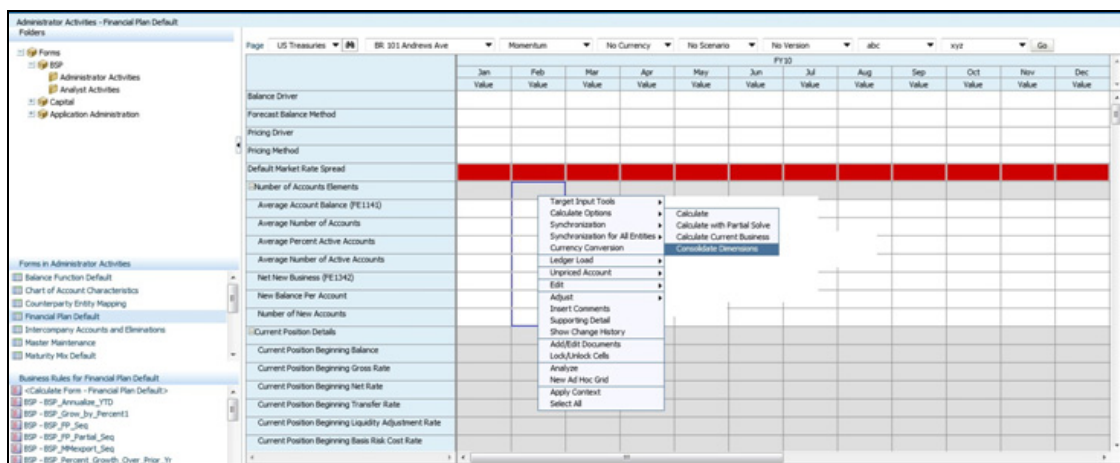 Administrator Activities - Financial Plan Default
Folders
Forms
BSP
Administrator Activities
Analyst Activities
Capital
Application Administration
Forms in Administrator Activities
Balance Function Default
Chart of Account Characteristics
Counterparty Entity Mapping
Financial Plan Default
Intercompany Accounts and Eliminations
Master Maintenance
Maturity Mix Default
Business Rules for Financial Plan Default
<Calculate Form - Financial Plan Default>
BSP - BSP_Annualize_YTD
BSP - BSP_Grow_by_Percent1
BSP - BSP_FP_Seq
BSP - BSP_FP_Partial_Seq
BSP - BSP_MMexport_Seq
BSP - BSP_Percent_Growth_Over_Prior_Yr
Page US Treasuries BR 101 Andrews Ave Momentum No Currency No Scenario No Version abc xyz Go
FY10
Jan Feb Mar Apr May Jun Jul Aug Sep Oct Nov Dec
Value Value Value Value Value Value Value Value Value Value Value Value
Balance Driver
Forecast Balance Method
Pricing Driver
Pricing Method
Default Market Rate Spread
Number of Accounts Elements
Average Account Balance (FE1141)
Average Number of Accounts
Average Percent Active Accounts
Average Number of Active Accounts
Net New Business (FE1342)
New Balance Per Account
Number of New Accounts
Current Position Details
Current Position Beginning Balance
Current Position Beginning Gross Rate
Current Position Beginning Net Rate
Current Position Beginning Transfer Rate
Current Position Beginning Liquidity Adjustment Rate
Current Position Beginning Basis Risk Cost Rate
Target Input Tools
Calculate Options
Synchronization
Synchronization for All Entities
Currency Conversion
Ledger Load
Unpriced Account
Edit
Adjust
Insert Comments
Supporting Detail
Show Change History
Add/Edit Documents
Lock/Unlock Cells
Analyze
New Ad Hoc Grid
Apply Context
Select All
Calculate
Calculate with Partial Solve
Calculate Current Business
Consolidate Dimensions